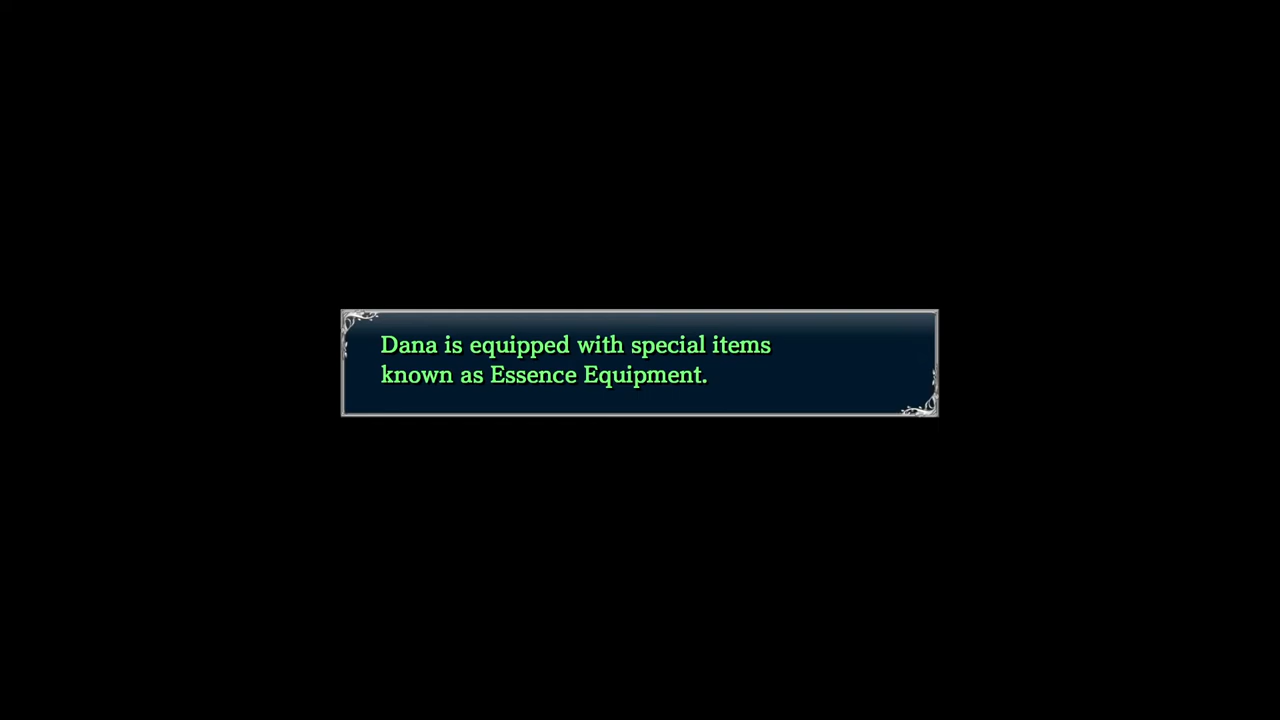 Dana is equipped with special items
known as Essence Equipment.